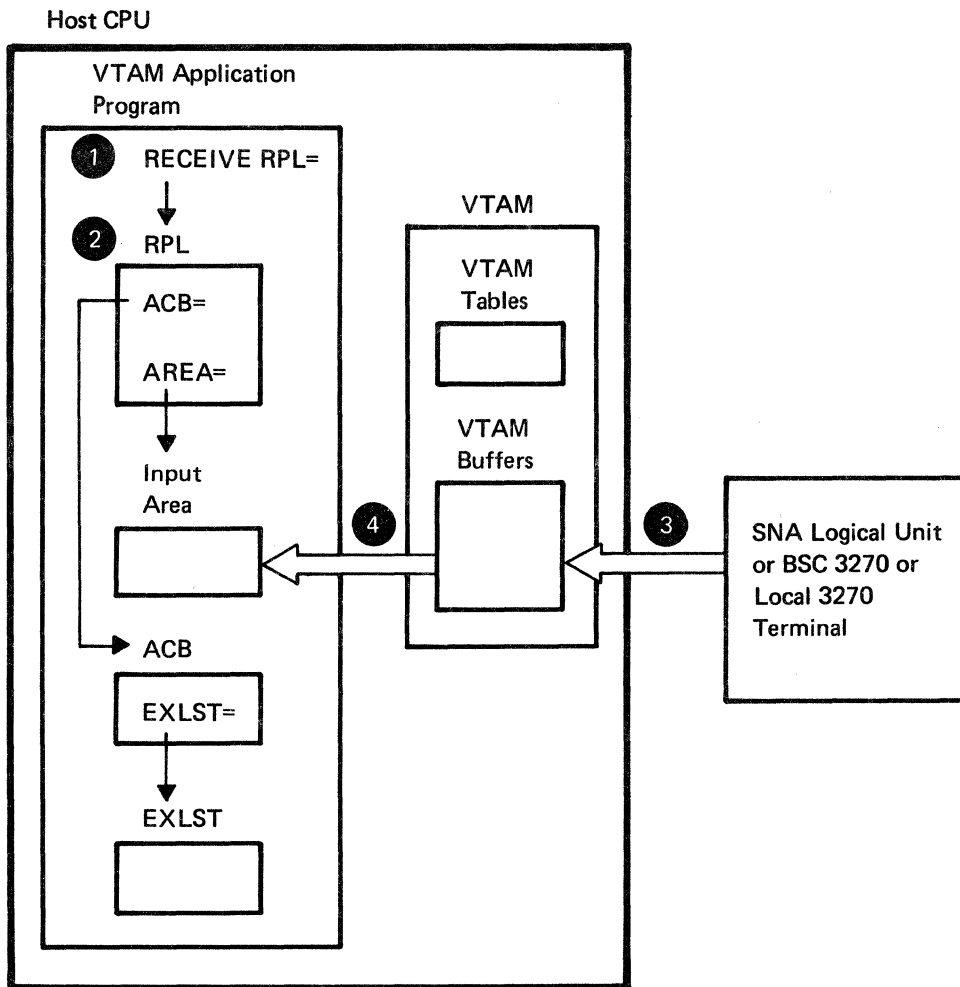 Host CPU
VTAM Application
Program
1 RECEIVE RPL=
2 RPL
ACB=
AREA=
Input
Area
ACB
EXLST=
EXLST
VTAM
VTAM
Tables
VTAM
Buffers
4
3
SNA Logical Unit
or BSC 3270 or
Local 3270
Terminal